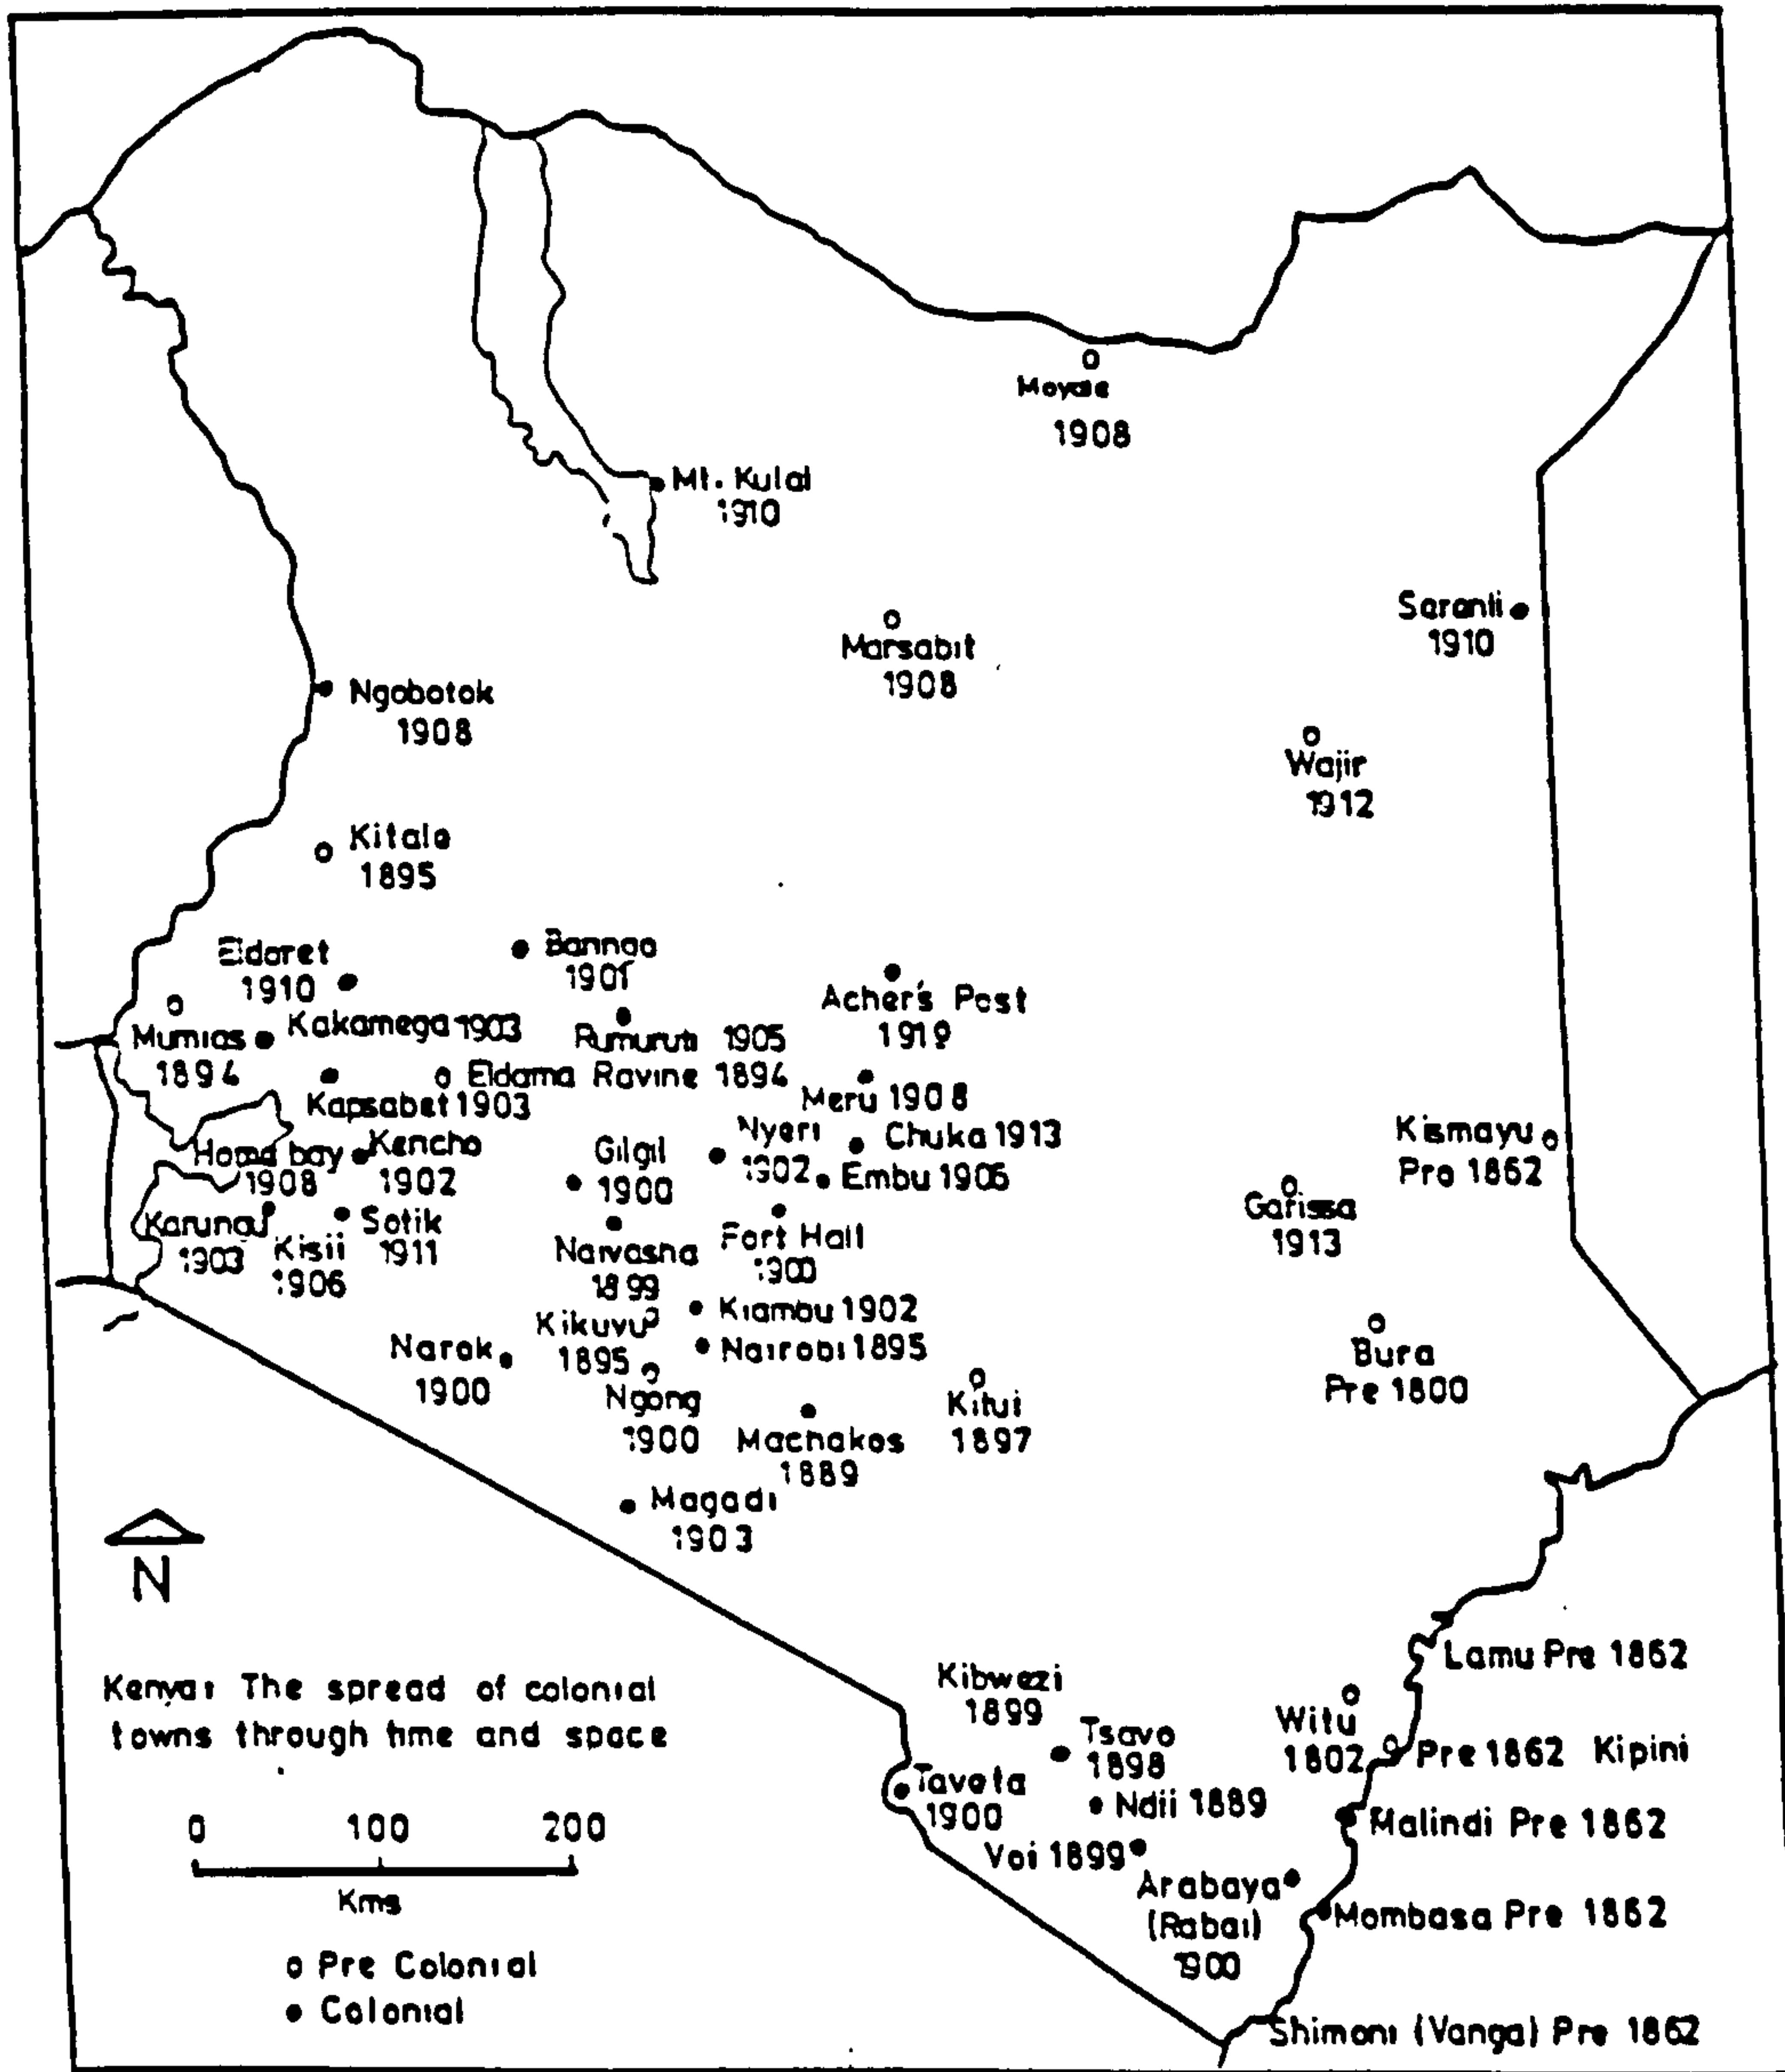 Moyale
1908
Mt. Kulal
1910
Saranli
1910
Marsabit
1908
Ngobotok
1908
Wajir
1912
Kitale
1895
Eldaret
1910
Bannga
1901
Acher's Post
1919
Mumias
1894
Kakamega 1903
Rumuruti 1905
Eldama Ravine 1894
Kapsabet 1903
Meru 1908
Homa bay
1908
Kencho
1902
Gilgil
1900
Nyeri
1902
Chuka 1913
Embu 1906
Kismayu
Pre 1862
Garissa
1913
Karungu
1903
Kisii
1906
Sotik
1911
Naivasha
1899
Fort Hall
1900
Kikuyu
1895
Kiambu 1902
Nairobi 1895
Narok
1900
Ngong
1900
Machakos
1889
Kitui
1897
Bura
Pre 1800
Magadi
1903
N
Kenya: The spread of colonial
towns through time and space
0 100 200
Kms
Pre Colonial
Colonial
Kibwezi
1899
Tsavo
1898
Taveta
1900
Ndii 1889
Voi 1899
Arabaya
(Rabai)
1900
Lamu Pre 1862
Witu
1802
Pre 1862 Kipini
Malindi Pre 1862
Mombasa Pre 1862
Shimoni (Vanga) Pre 1862